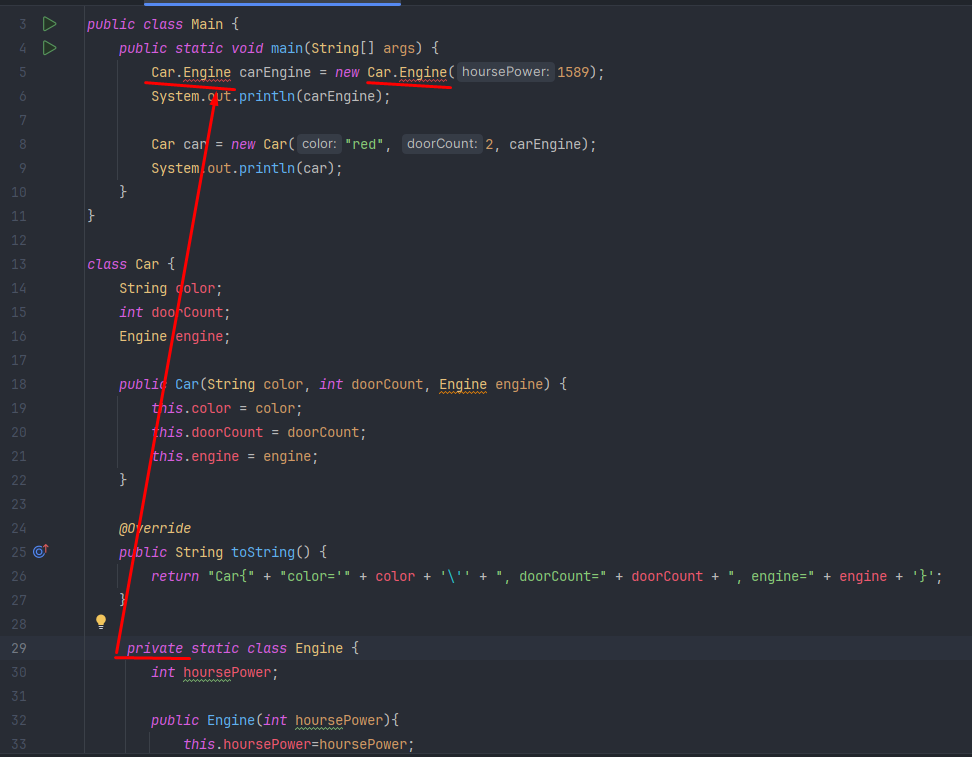 3 public class Main {
4 public static void main(String[] args) {
5 Car.Engine carEngine = new Car.Engine( hoursePower: 1589);
6 System.out.println(carEngine);
7
8 Car car = new Car( color: "red", doorCount: 2, carEngine);
9 System.out.println(car);
10 }
11 }
12
13 class Car {
14 String color;
15 int doorCount;
16 Engine engine;
17
18 public Car(String color, int doorCount, Engine engine) {
19 this.color = color;
20 this.doorCount = doorCount;
21 this.engine = engine;
22 }
23
24 @Override
25 public String toString() {
26 return "Car{" + "color='" + color + '\'' + ", doorCount=" + doorCount + ", engine=" + engine + '}';
27 }
28
29 private static class Engine {
30 int hoursePower;
31
32 public Engine(int hoursePower){
33 this.hoursePower=hoursePower;